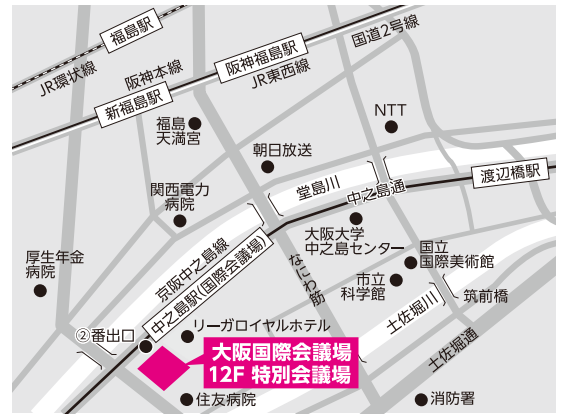 福島駅
JR環状線
阪神本線
新福島駅
阪神福島駅
JR東西線
国道2号線
福島
天満宮
NTT
朝日放送
関西電力
病院
堂島川
中之島通
渡辺橋駅
大阪大学
中之島センター
国立
国際美術館
市立
科学館
筑前橋
厚生年金
病院
京阪中之島線
中之島駅(国際会議場)
なにわ筋
土佐堀川
土佐堀通
②番出口
リーガロイヤルホテル
大阪国際会議場
12F 特別会議場
住友病院
消防署